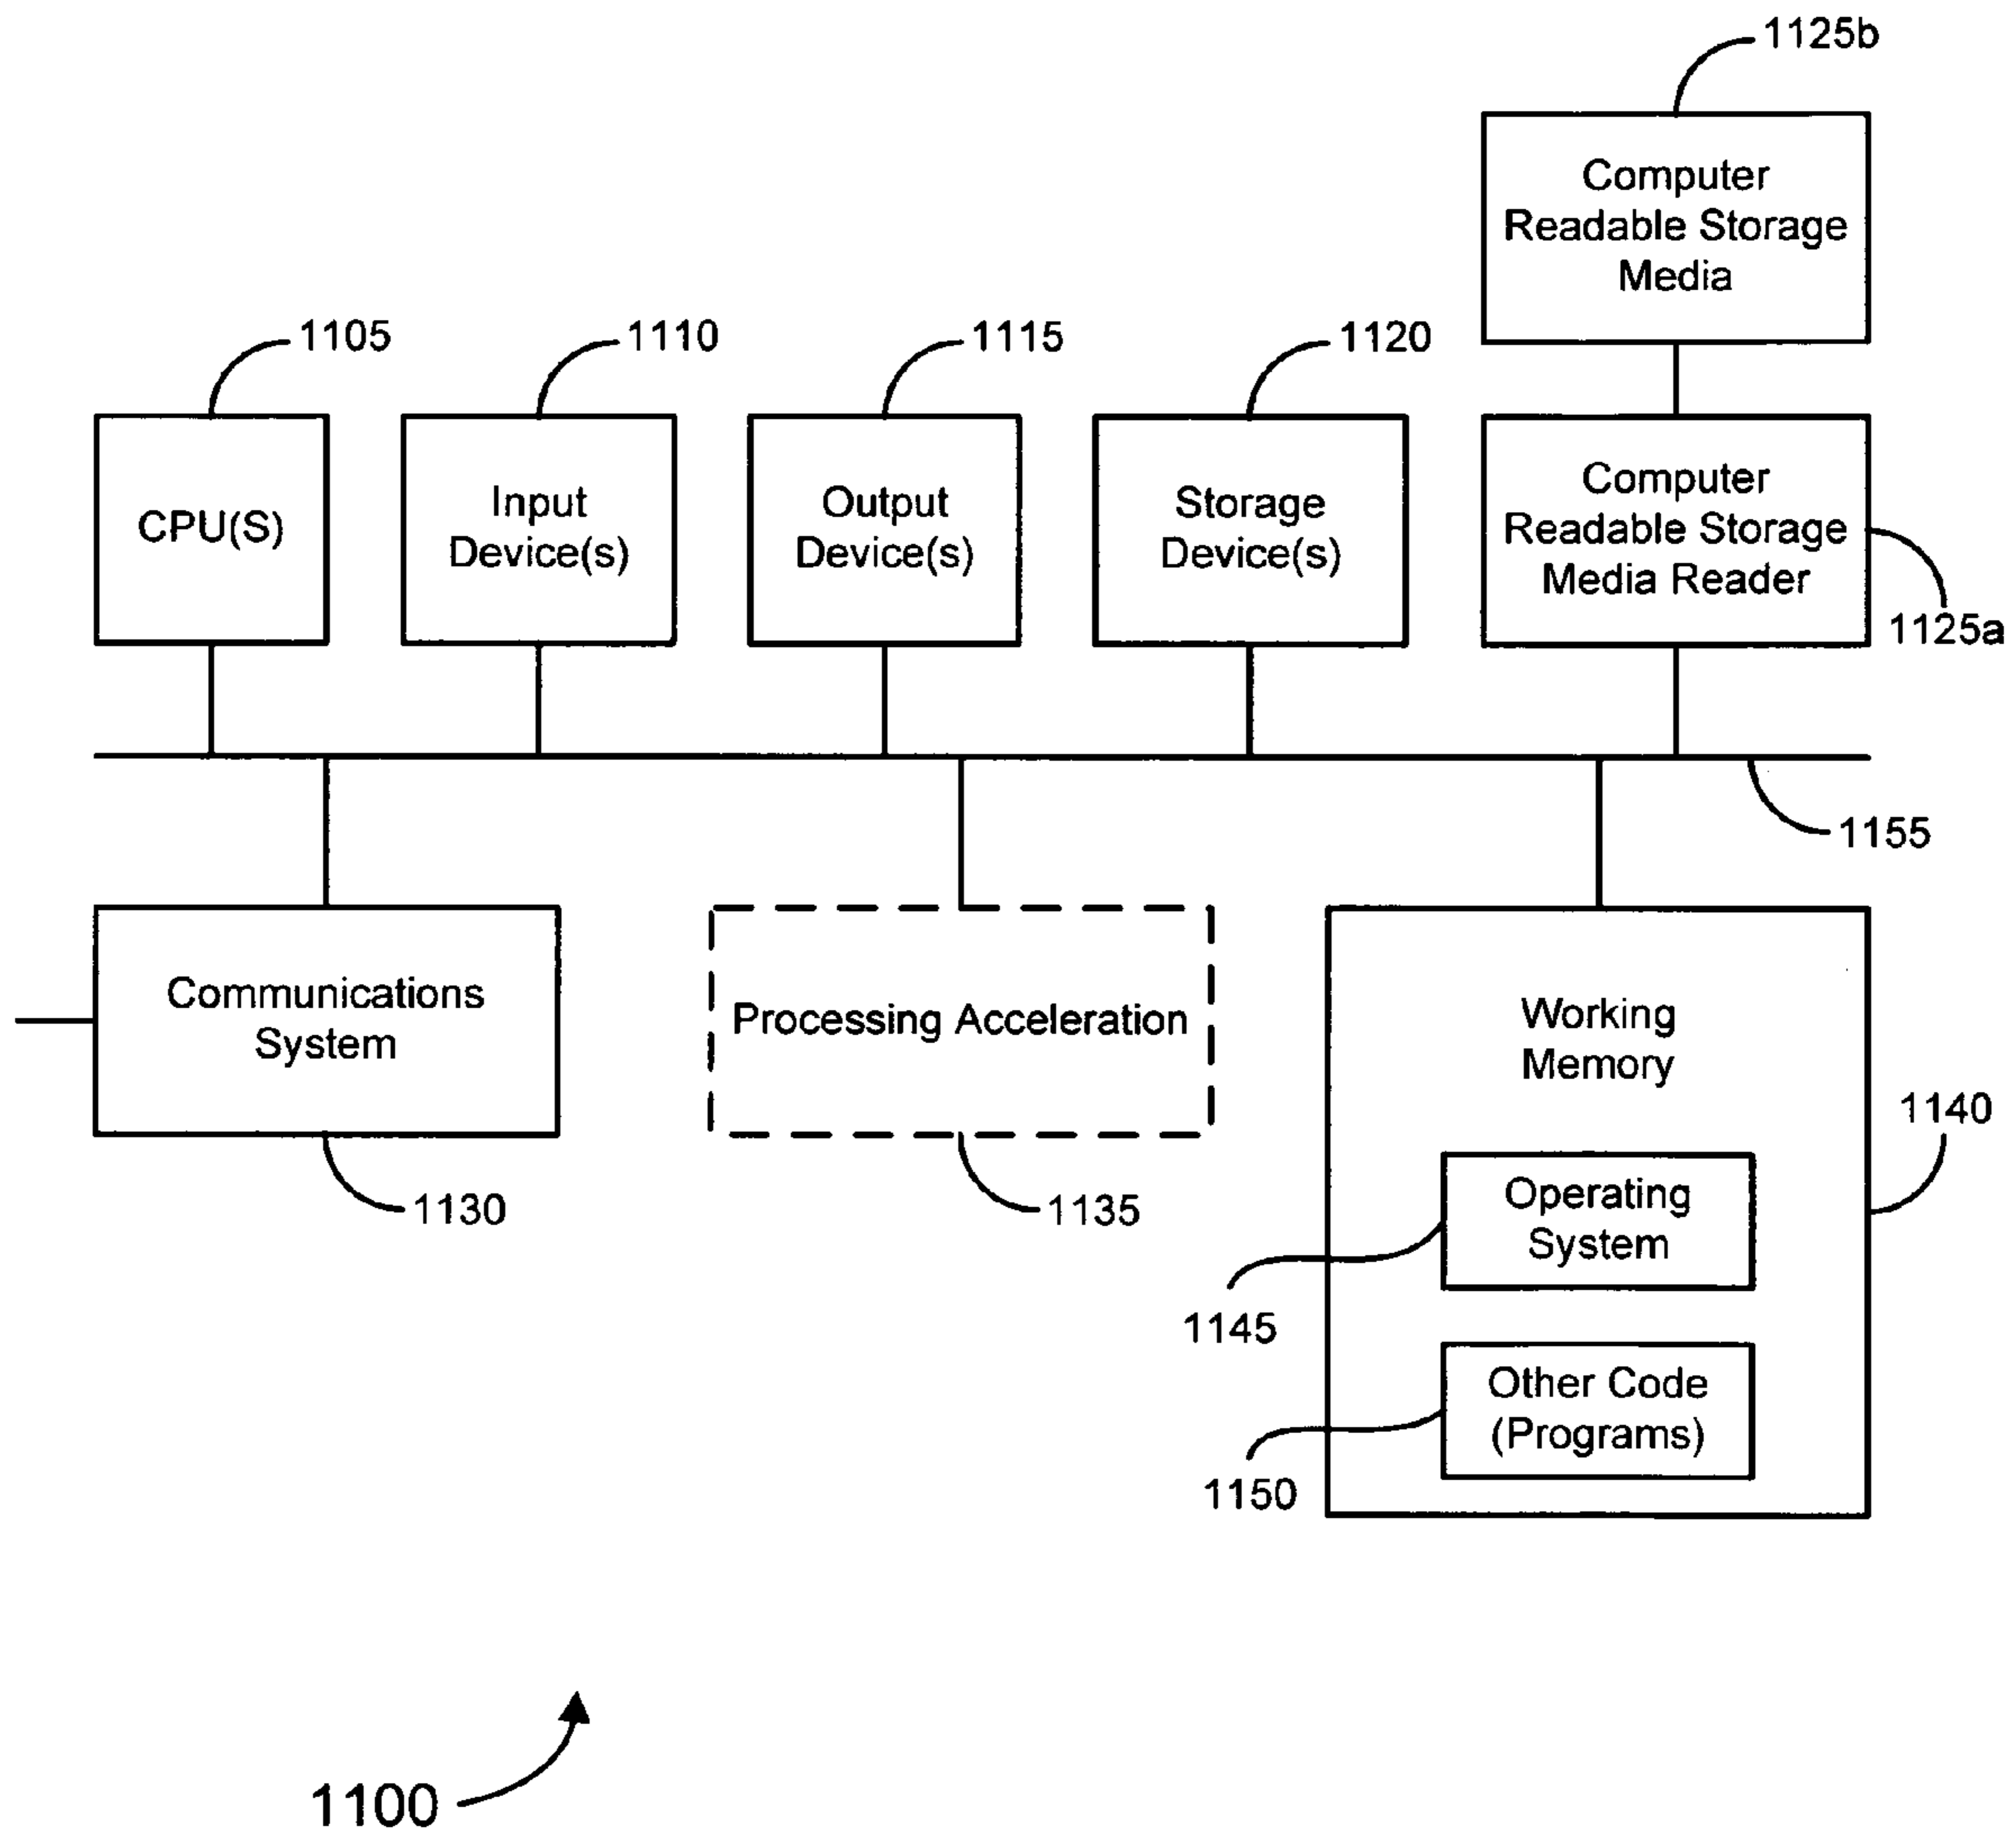 1125b
Computer
Readable Storage
Media
1105
1110
1115
1120
CPU(S)
Input
Device(s)
Output
Device(s)
Storage
Device(s)
Computer
Readable Storage
Media Reader
1125a
1155
Communications
System
1130
Processing Acceleration
1135
Working
Memory
1140
Operating
System
1145
Other Code
(Programs)
1150
1100